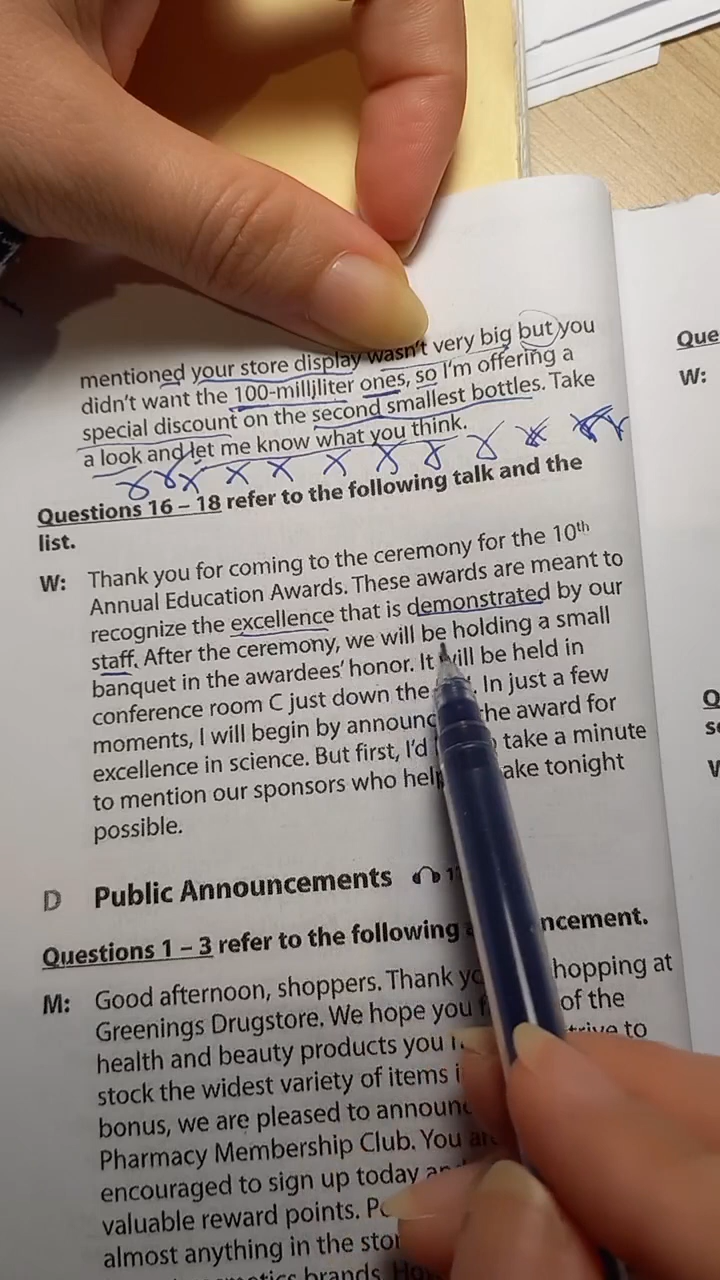 mentioned your store display wasn't very big but you
didn't want the 100-milliliter ones, so I'm offering a
special discount on the second smallest bottles. Take
a look and let me know what you think.
Questions 16 – 18 refer to the following talk and the
list.
W: Thank you for coming to the ceremony for the 10th
Annual Education Awards. These awards are meant to
recognize the excellence that is demonstrated by our
staff. After the ceremony, we will be holding a small
banquet in the awardees' honor. It will be held in
conference room C just down the In just a few
moments, I will begin by the award for
excellence in science. But first, I'd take a minute
to mention our sponsors who tonight
possible.
D Public Announcements
Questions 1 – 3 refer to the following
M: Good afternoon, shoppers. Thank hopping at
Greenings Drugstore. We hope you of the
health and beauty products you to
stock the widest variety of items
bonus, we are pleased to
Pharmacy Membership Club. You
encouraged to sign up today
valuable reward points.
almost anything in the
brands.
Que
W: